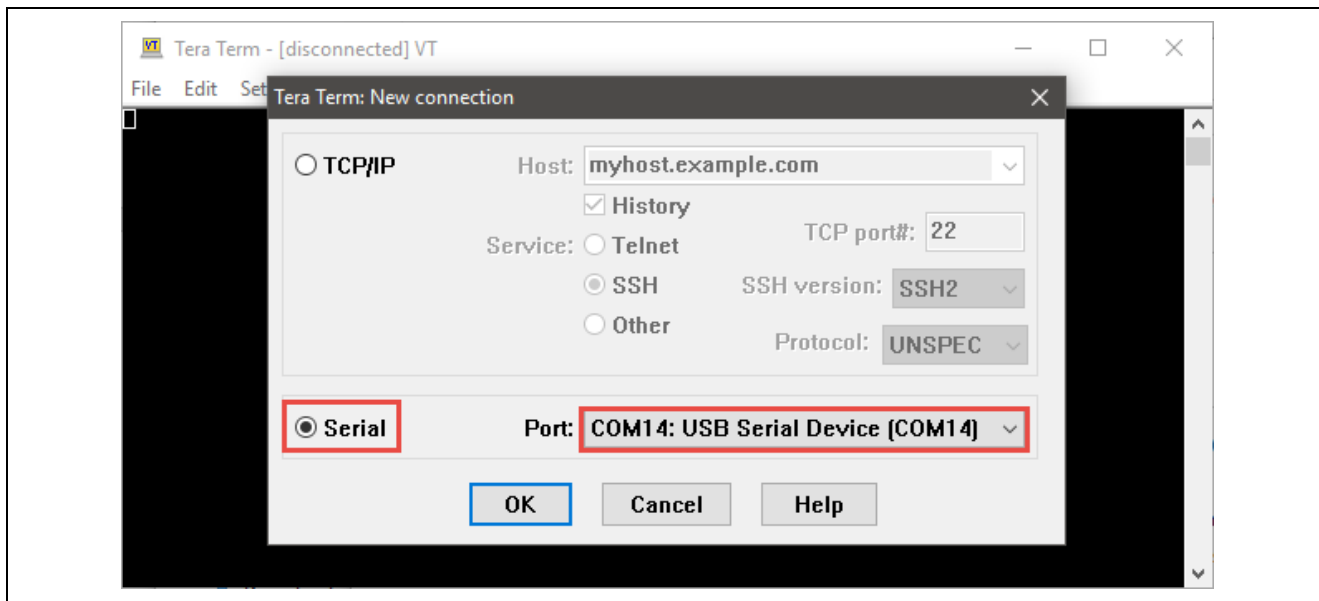 Tera Term - [disconnected] VT
File Edit Set
Tera Term: New connection
TCP/IP
Host: myhost.example.com
History
Service: Telnet
TCP port#: 22
SSH
SSH version: SSH2
Other
Protocol: UNSPEC
Serial
Port: COM14: USB Serial Device (COM14)
OK Cancel Help